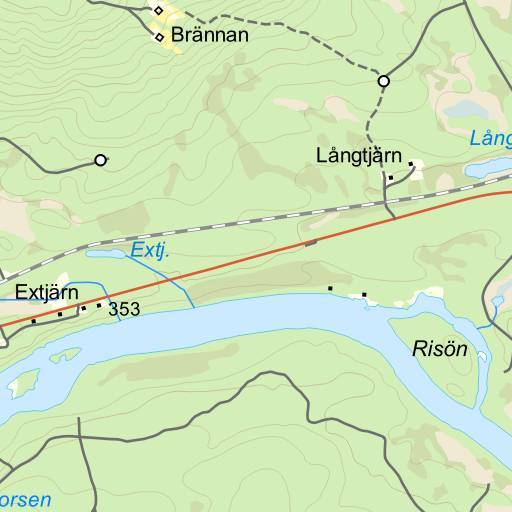 Brännan
Långtjärn
Lång
Extj.
Extjärn
353
Risön
orsen